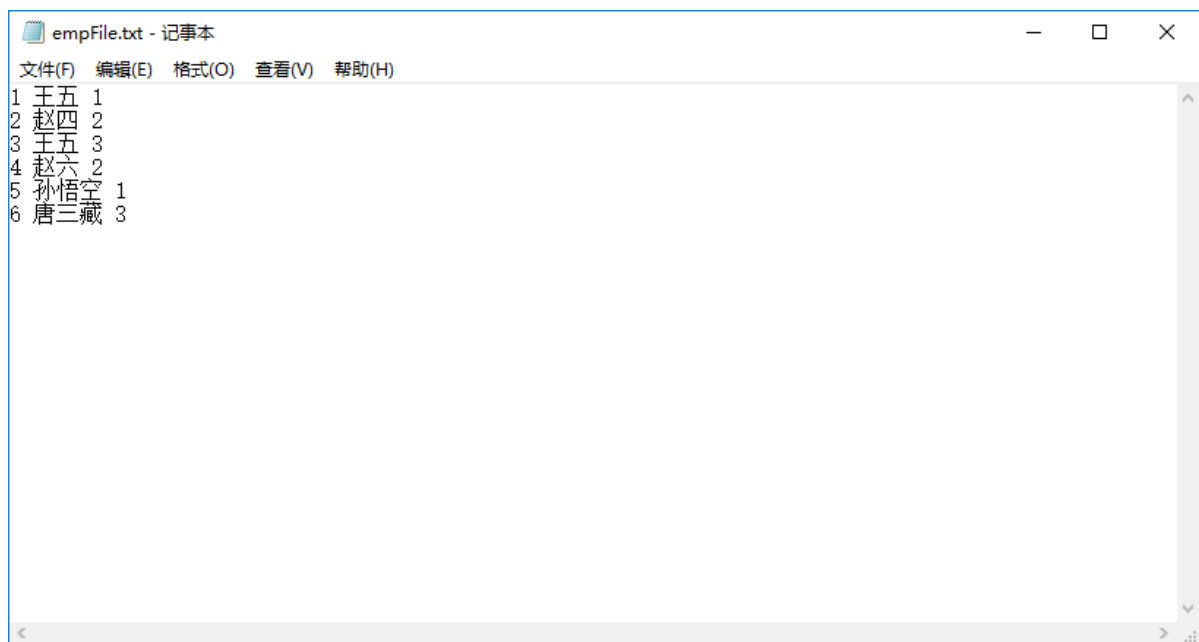 empFile.txt - 记事本
文件(F) 编辑(E) 格式(O) 查看(V) 帮助(H)
1 王五 1
2 赵四 2
3 王五 3
4 赵六 2
5 孙悟空 1
6 唐三藏 3